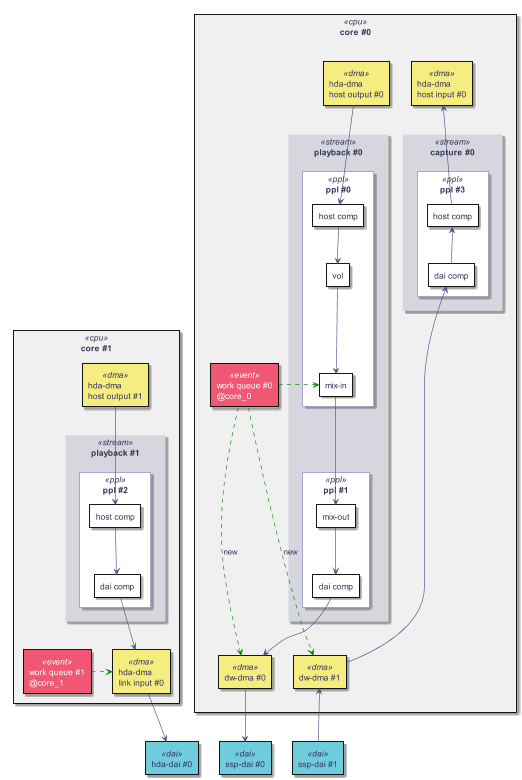 «cpu»
core #0
«dma»
hda-dma
host output #0
«dma»
hda-dma
host input #0
«stream»
playback #0
«stream»
capture #0
«ppl»
ppl #0
«ppl»
ppl #3
host comp
host comp
vol
dai comp
«cpu»
core #1
«dma»
hda-dma
host output #1
«event»
work queue #0
@core_0
mix-in
«stream»
playback #1
«ppl»
ppl #2
«ppl»
ppl #1
host comp
mix-out
new
new
dai comp
dai comp
«event»
work queue #1
@core_1
«dma»
hda-dma
link input #0
«dma»
dw-dma #0
«dma»
dw-dma #1
«dai»
hda-dai #0
«dai»
ssp-dai #0
«dai»
ssp-dai #1